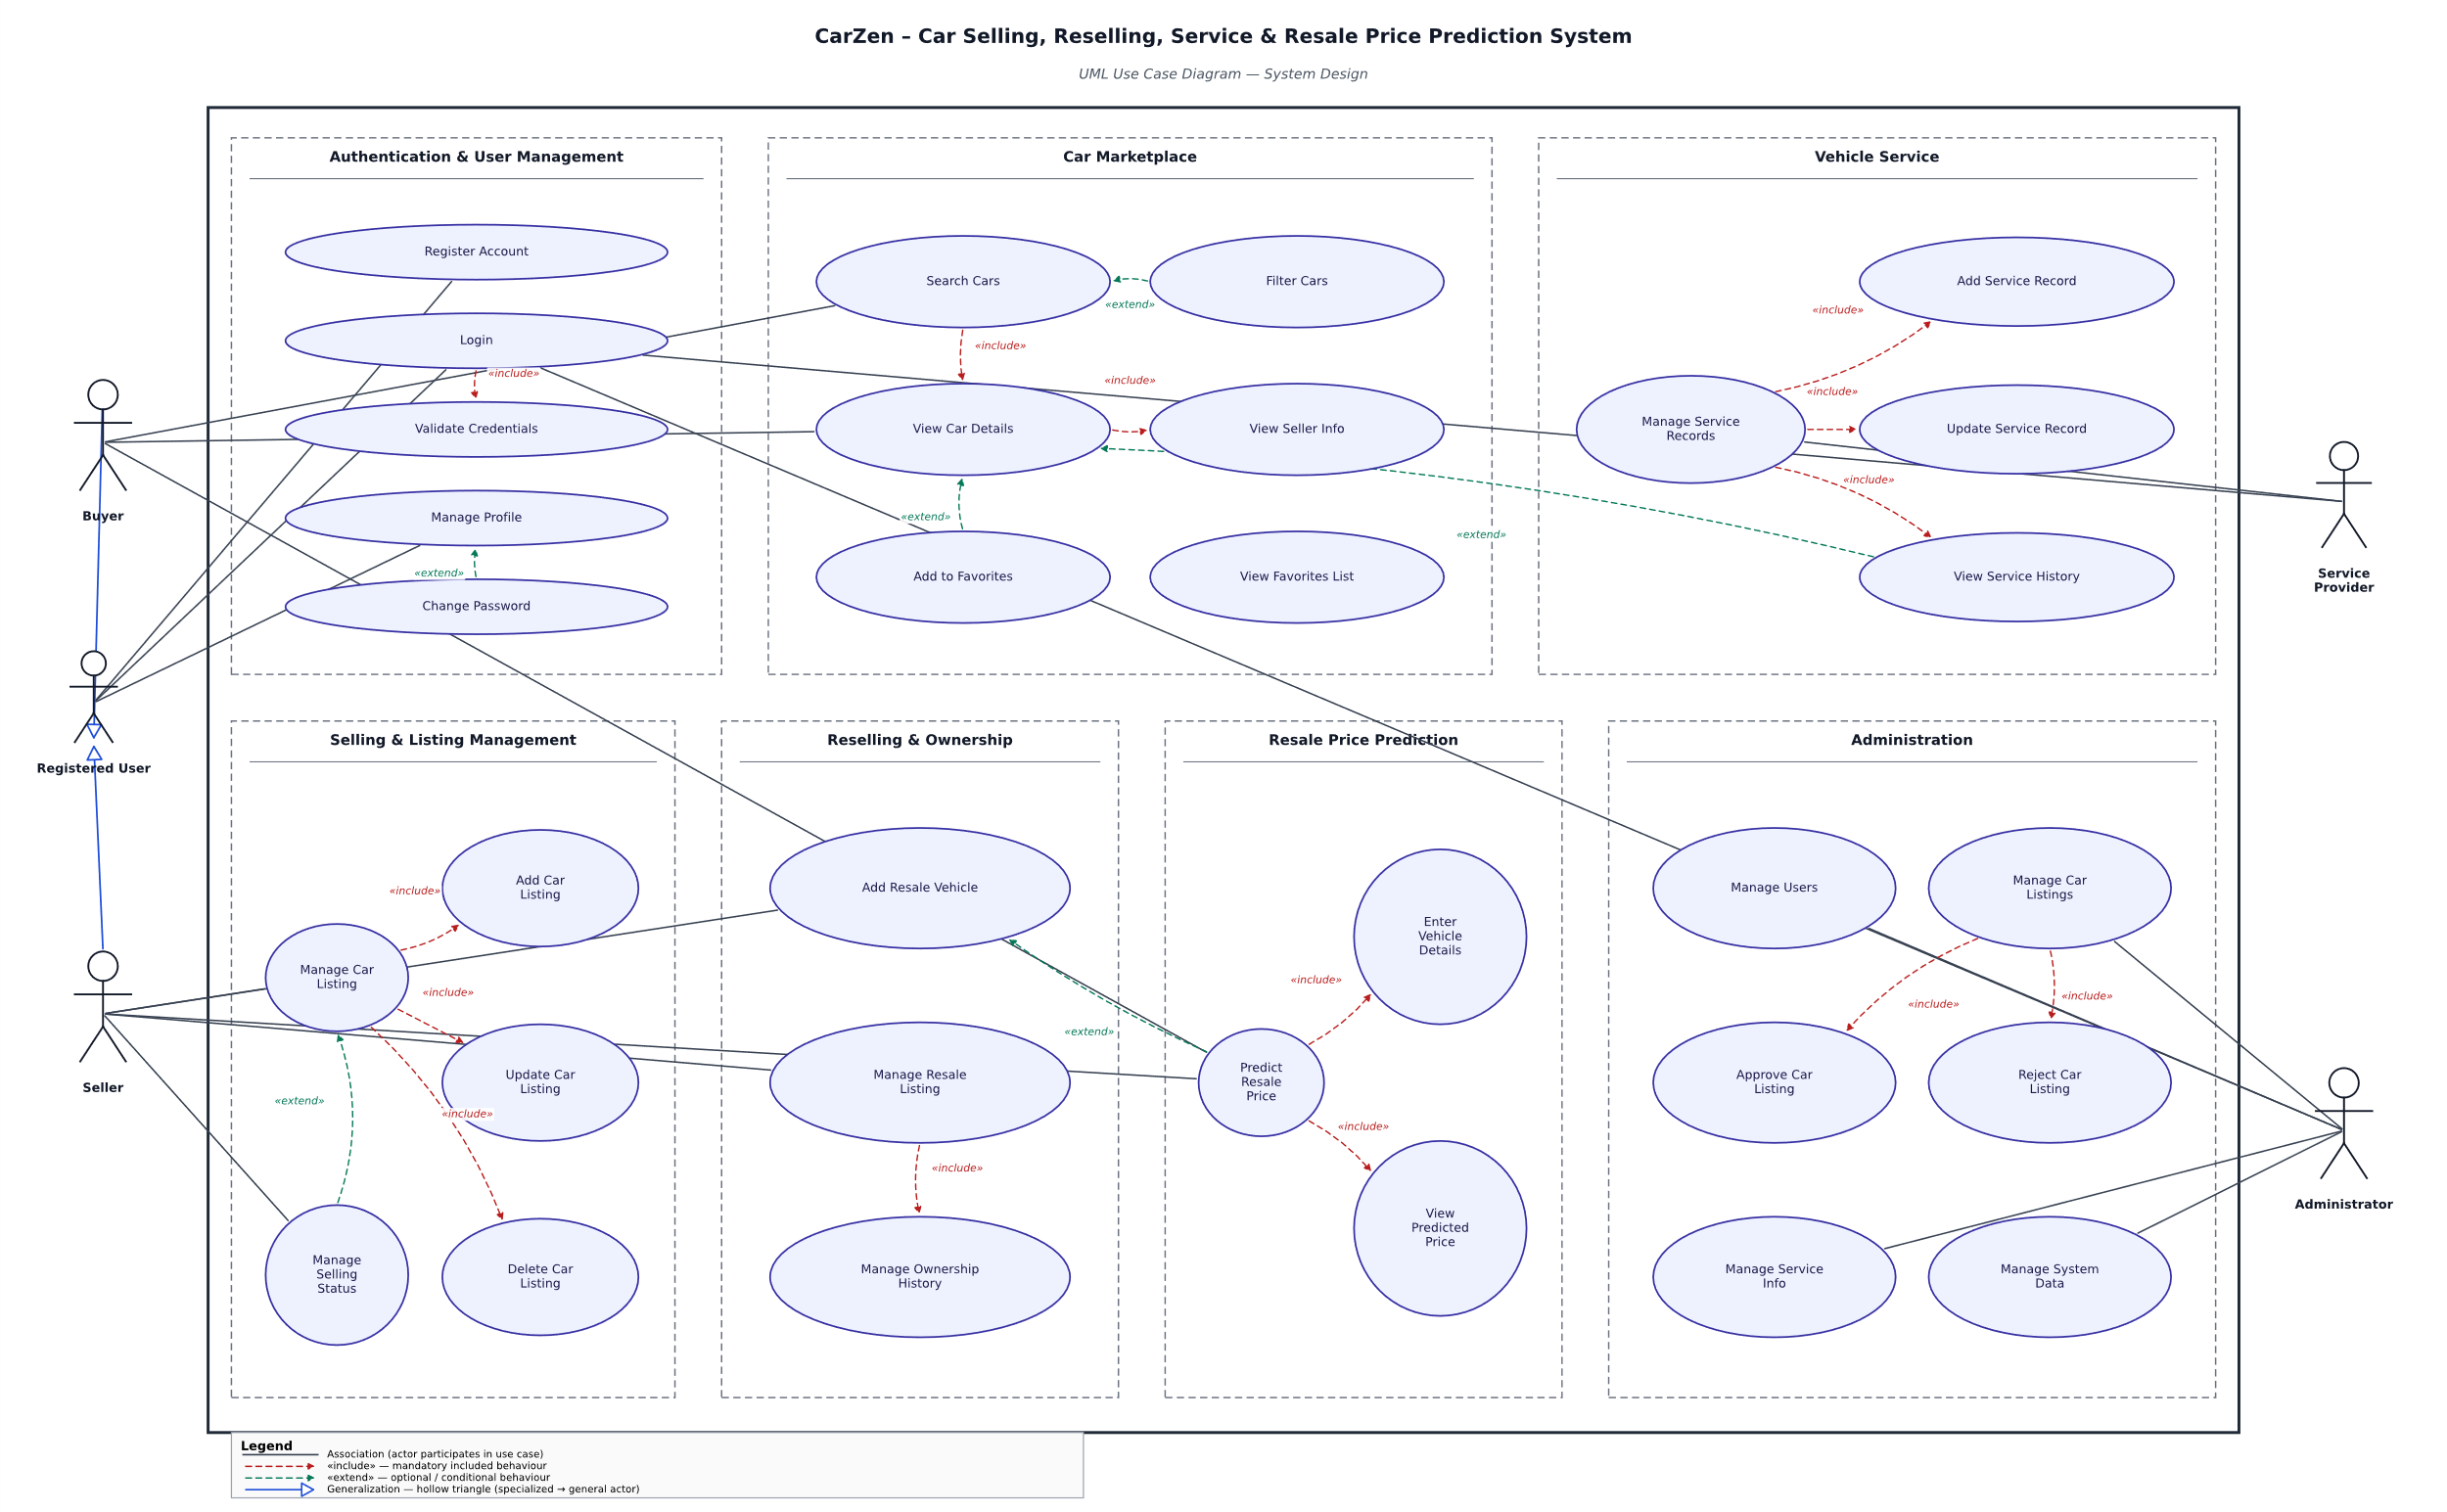 CarZen – Car Selling, Reselling, Service & Resale Price Prediction System
UML Use Case Diagram — System Design
Authentication & User Management
Register Account
Login
«include»
Validate Credentials
Manage Profile
«extend»
Change Password
Car Marketplace
Search Cars
Filter Cars
«extend»
«include»
«include»
View Car Details
View Seller Info
«extend»
«extend»
Add to Favorites
View Favorites List
Vehicle Service
Add Service Record
«include»
«include»
Manage Service
Records
Update Service Record
«include»
View Service History
Buyer
Registered User
Seller
Service
Provider
Administrator
Selling & Listing Management
Add Car
Listing
«include»
Manage Car
Listing
«include»
Update Car
Listing
«extend»
«include»
Manage
Selling
Status
Delete Car
Listing
Reselling & Ownership
Add Resale Vehicle
«extend»
Manage Resale
Listing
«include»
Manage Ownership
History
Resale Price Prediction
Enter
Vehicle
Details
«include»
Predict
Resale
Price
«include»
View
Predicted
Price
Administration
Manage Users
Manage Car
Listings
«include»
«include»
Approve Car
Listing
Reject Car
Listing
Manage Service
Info
Manage System
Data
Legend
Association (actor participates in use case)
«include» — mandatory included behaviour
«extend» — optional / conditional behaviour
Generalization — hollow triangle (specialized → general actor)